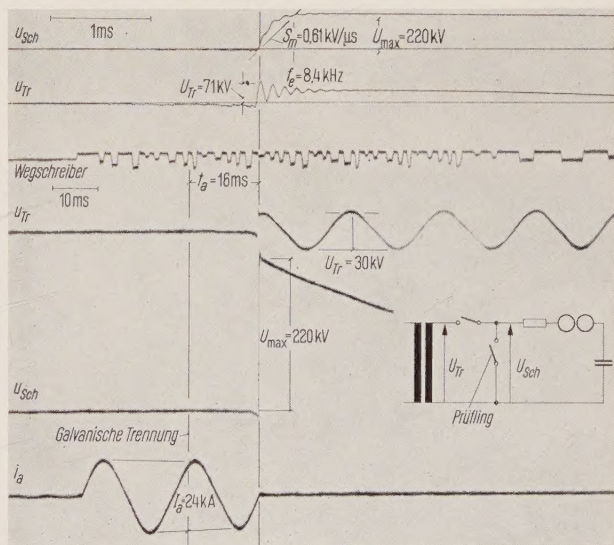 1ms
u_Sch
S_m=0,61kV/µs U_max=220kV
u_Tr
U_Tr=71kV
f_e=8,4kHz
Wegschreiber
10ms
t_a=16ms
u_Tr
U_Tr=30kV
U_max=220kV
U_Tr
U_Sch
Prüfling
u_Sch
Galvanische Trennung
i_a
I_a=24kA